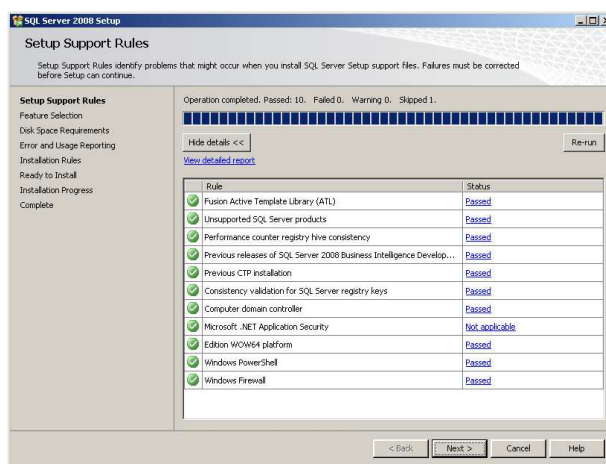 SQL Server 2008 Setup
Setup Support Rules
Setup Support Rules identify problems that might occur when you install SQL Server Setup support files. Failures must be corrected
before Setup can continue.
Setup Support Rules
Feature Selection
Disk Space Requirements
Error and Usage Reporting
Installation Rules
Ready to Install
Installation Progress
Complete
Operation completed. Passed: 10. Failed 0. Warning 0. Skipped 1.
Hide details <<
Re-run
View detailed report
Rule Status
Fusion Active Template Library (ATL) Passed
Unsupported SQL Server products Passed
Performance counter registry hive consistency Passed
Previous releases of SQL Server 2008 Business Intelligence Develop... Passed
Previous CTP installation Passed
Consistency validation for SQL Server registry keys Passed
Computer domain controller Passed
Microsoft .NET Application Security Not applicable
Edition WOW64 platform Passed
Windows PowerShell Passed
Windows Firewall Passed
< Back Next > Cancel Help